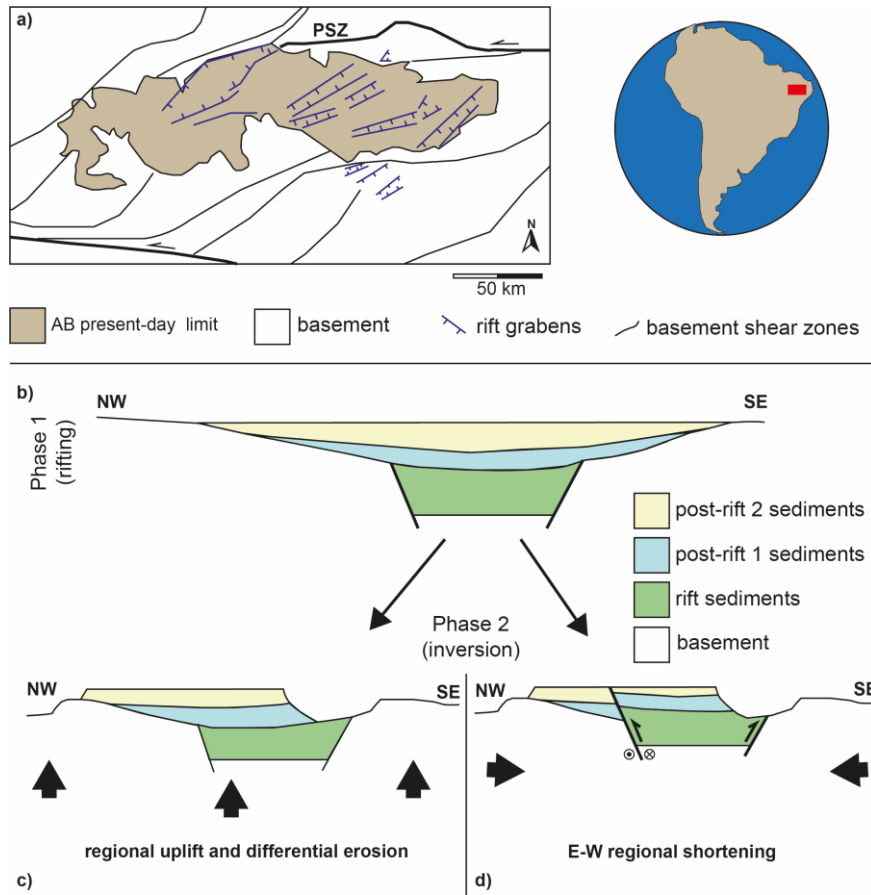 a)
PSZ
N
50 km
AB present-day limit
basement
rift grabens
basement shear zones
b)
NW
SE
Phase 1
(rifting)
post-rift 2 sediments
post-rift 1 sediments
rift sediments
basement
Phase 2
(inversion)
NW
SE
NW
SE
regional uplift and differential erosion
E-W regional shortening
c)
d)